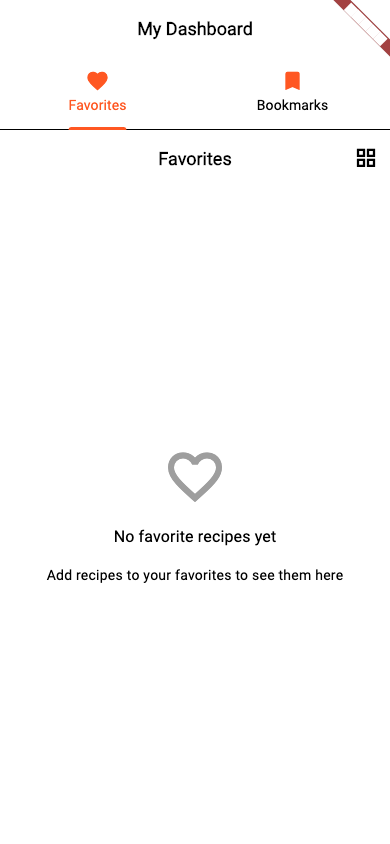 My Dashboard
Favorites
Bookmarks
Favorites
No favorite recipes yet
Add recipes to your favorites to see them here